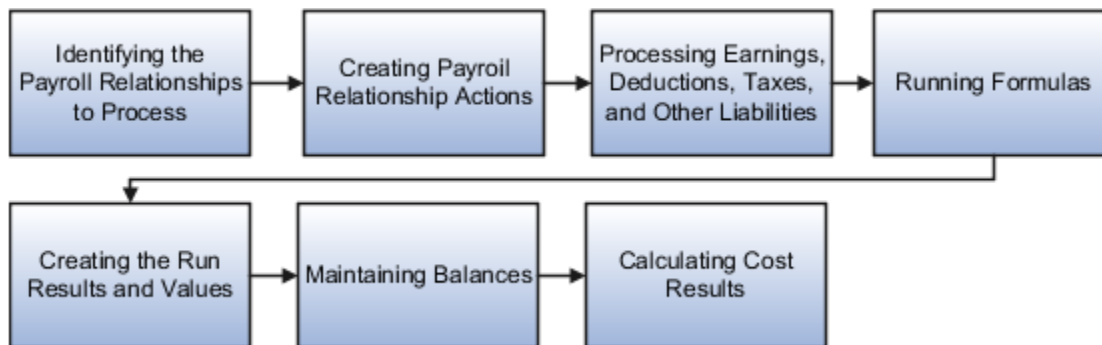 Identifying the
Payroll Relationships
to Process
Creating Payroil
Relationship Actions
Processing Earnings,
Deductions, Taxes,
and Other Liabilities
Running Formulas
Creating the Run
Results and Values
Maintaining Balances
Calculating Cost
Results